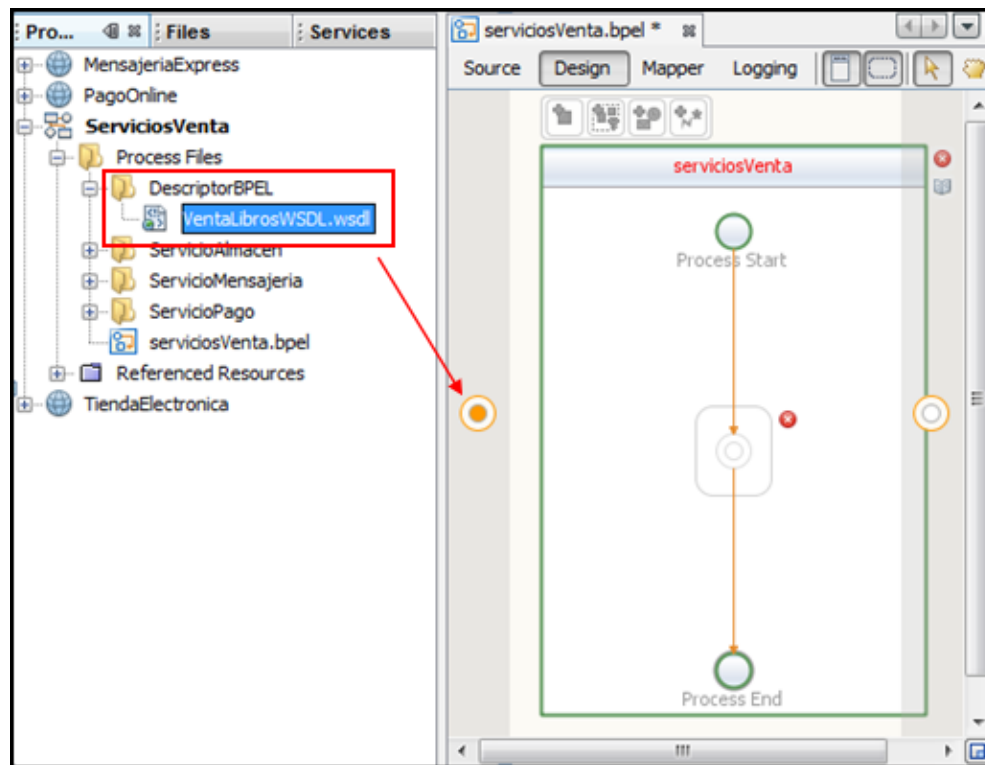 Pro... Files Services
MensajeriaExpress
PagoOnline
ServiciosVenta
Process Files
DescriptorBPEL
VentaLibrosWSDL.wsdl
ServicioAlmacen
ServicioMensajeria
ServicioPago
serviciosVenta.bpel
Referenced Resources
TiendaElectronica
serviciosVenta.bpel *
Source Design Mapper Logging
serviciosVenta
Process Start
Process End